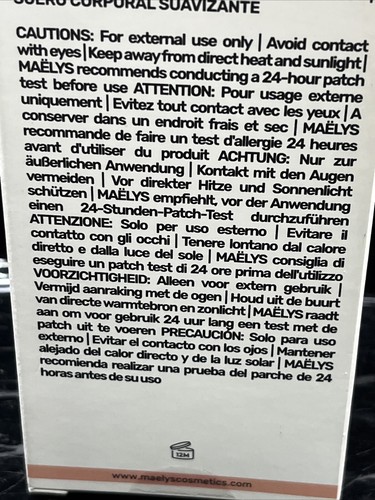 SUERO CORPORAL SUAVIZANTE
CAUTIONS: For external use only | Avoid contact
with eyes | Keep away from direct heat and sunlight |
MAËLYS recommends conducting a 24-hour patch
test before use ATTENTION: Pour usage externe
uniquement | Evitez tout contact avec les yeux | A
conserver dans un endroit frais et sec | MAËLYS
recommande de faire un test d'allergie 24 heures
avant d'utiliser du produit ACHTUNG: Nur zur
äußerlichen Anwendung | Kontakt mit den Augen
vermeiden | Vor direkter Hitze und Sonnenlicht
schützen | MAËLYS empfiehlt, vor der Anwendung
einen 24-Stunden-Patch-Test durchzuführen
ATTENZIONE: Solo per uso esterno | Evitare il
contatto con gli occhi | Tenere lontano dal calore
diretto e dalla luce del sole | MAËLYS consiglia di
eseguire un patch test di 24 ore prima dell'utilizzo
VOORZICHTIGHEID: Alleen voor extern gebruik |
Vermijd aanraking met de ogen | Houd uit de buurt
van directe warmtebron en zonlicht | MAËLYS raadt
aan om voor gebruik 24 uur lang een test met de
patch uit te voeren PRECAUCIÓN: Solo para uso
externo | Evitar el contacto con los ojos | Mantener
alejado del calor directo y de la luz solar | MAËLYS
recomienda realizar una prueba del parche de 24
horas antes de su uso
12M
www.maelyscosmetics.com